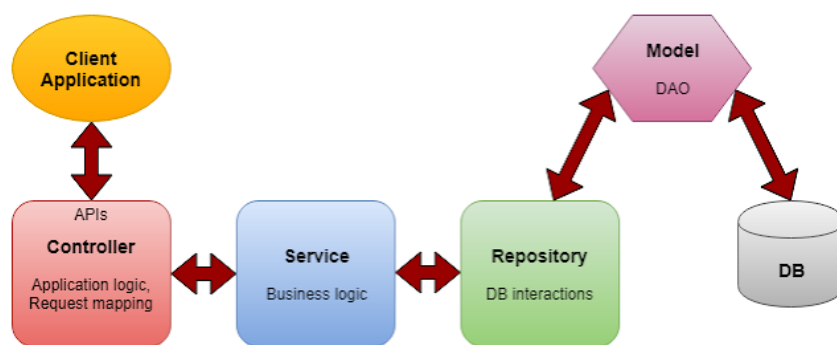 Client
Application
Model
DAO
APIs
Controller
Application logic,
Request mapping
Service
Business logic
Repository
DB interactions
DB